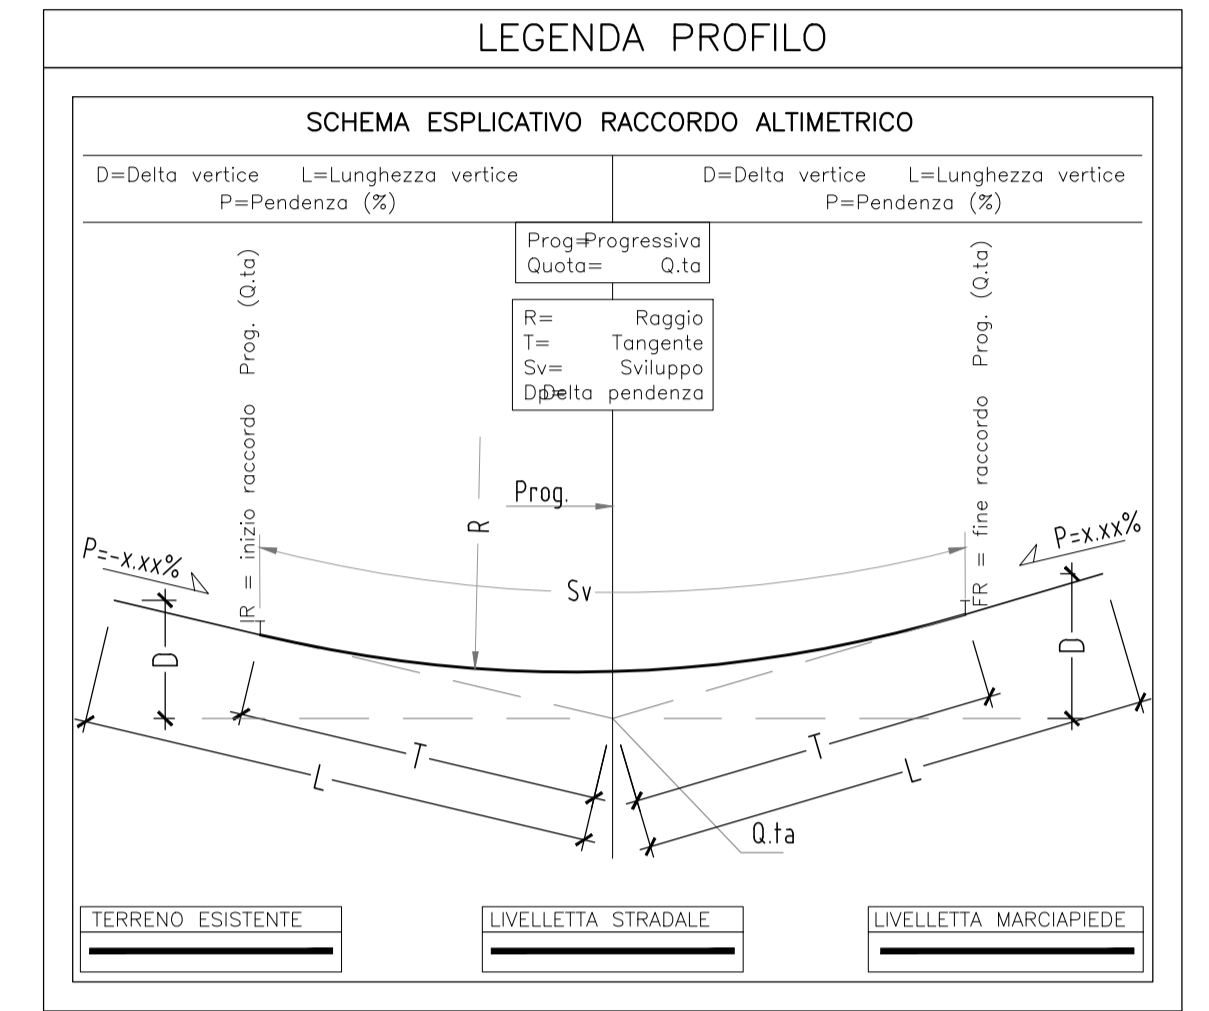 LEGENDA PROFILO
SCHEMA ESPLICATIVO RACCORDO ALTIMETRICO
D=Delta vertice L=Lunghezza vertice
P=Pendenza (%)
D=Delta vertice L=Lunghezza vertice
P=Pendenza (%)
Prog=Progressiva
Quota= Q.ta
R= Raggio
T= Tangente
Sv= Sviluppo
Dp=Delta pendenza
IR = inizio raccordo Prog. (Q.ta)
FR = fine raccordo Prog. (Q.ta)
R
Prog.
P=-x.xx%
P=x.xx%
Sv
D
D
T
T
L
L
Q.ta
TERRENO ESISTENTE
LIVELLETTA STRADALE
LIVELLETTA MARCIAPIEDE